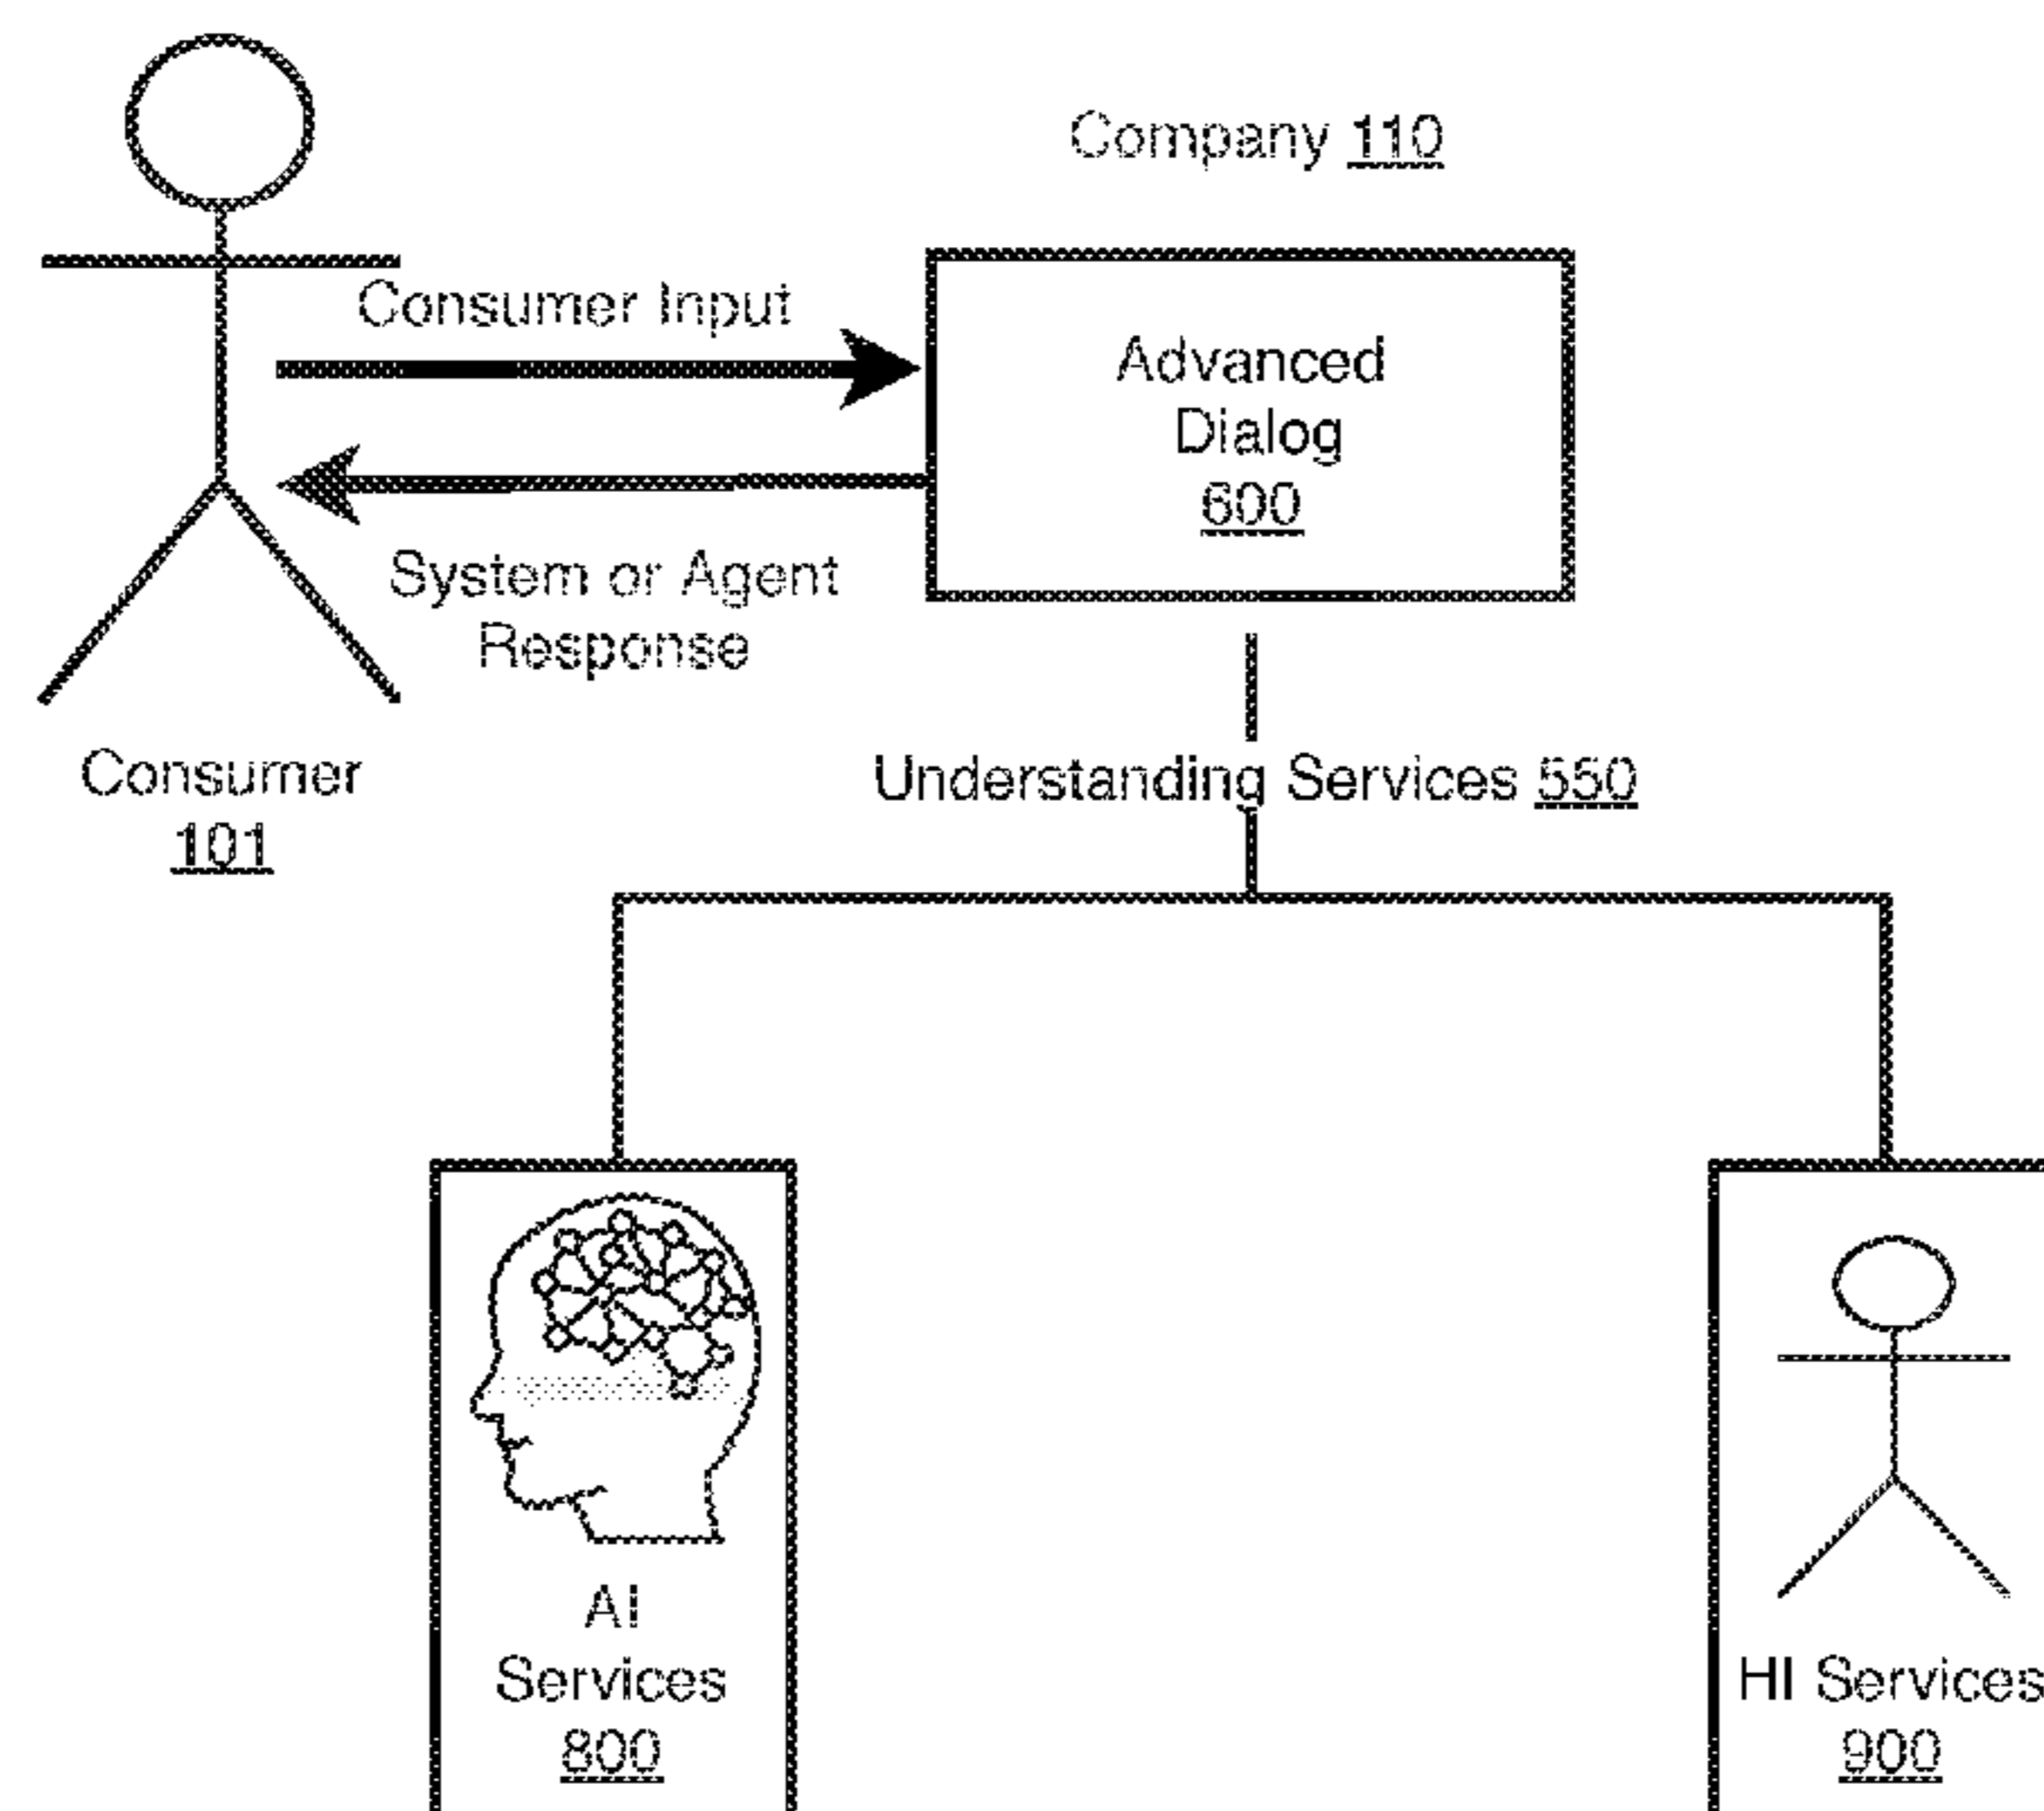 Company 110
Consumer Input
Advanced
Dialog
600
System or Agent
Response
Consumer
101
Understanding Services 550
AI
Services
800
HI Services
900